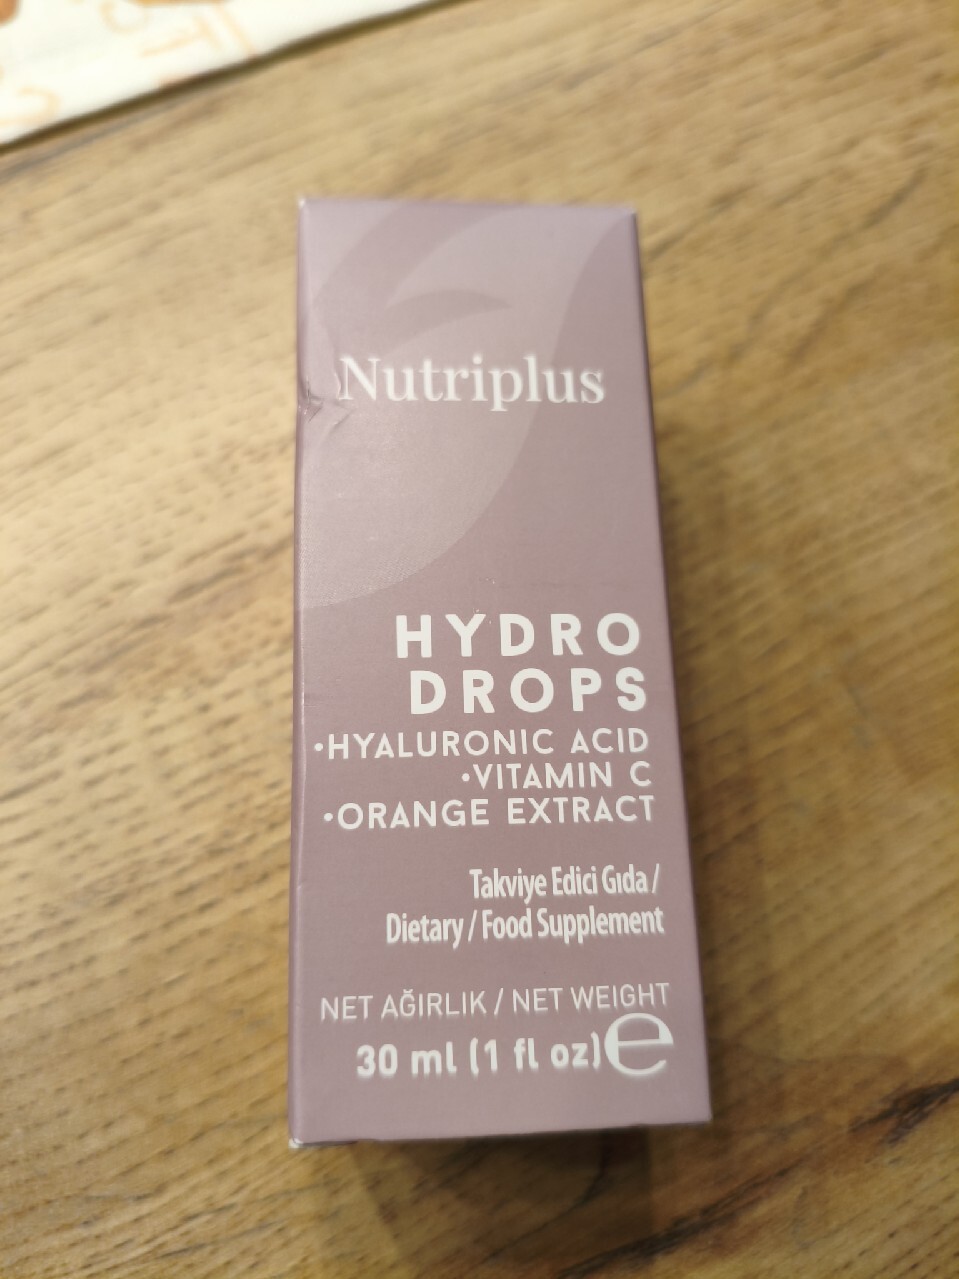 Nutriplus
HYDRO
DROPS
•HYALURONIC ACID
•VITAMIN C
•ORANGE EXTRACT
Takviye Edici Gıda /
Dietary / Food Supplement
NET AĞIRLIK / NET WEIGHT
30 ml (1 fl oz) ℮